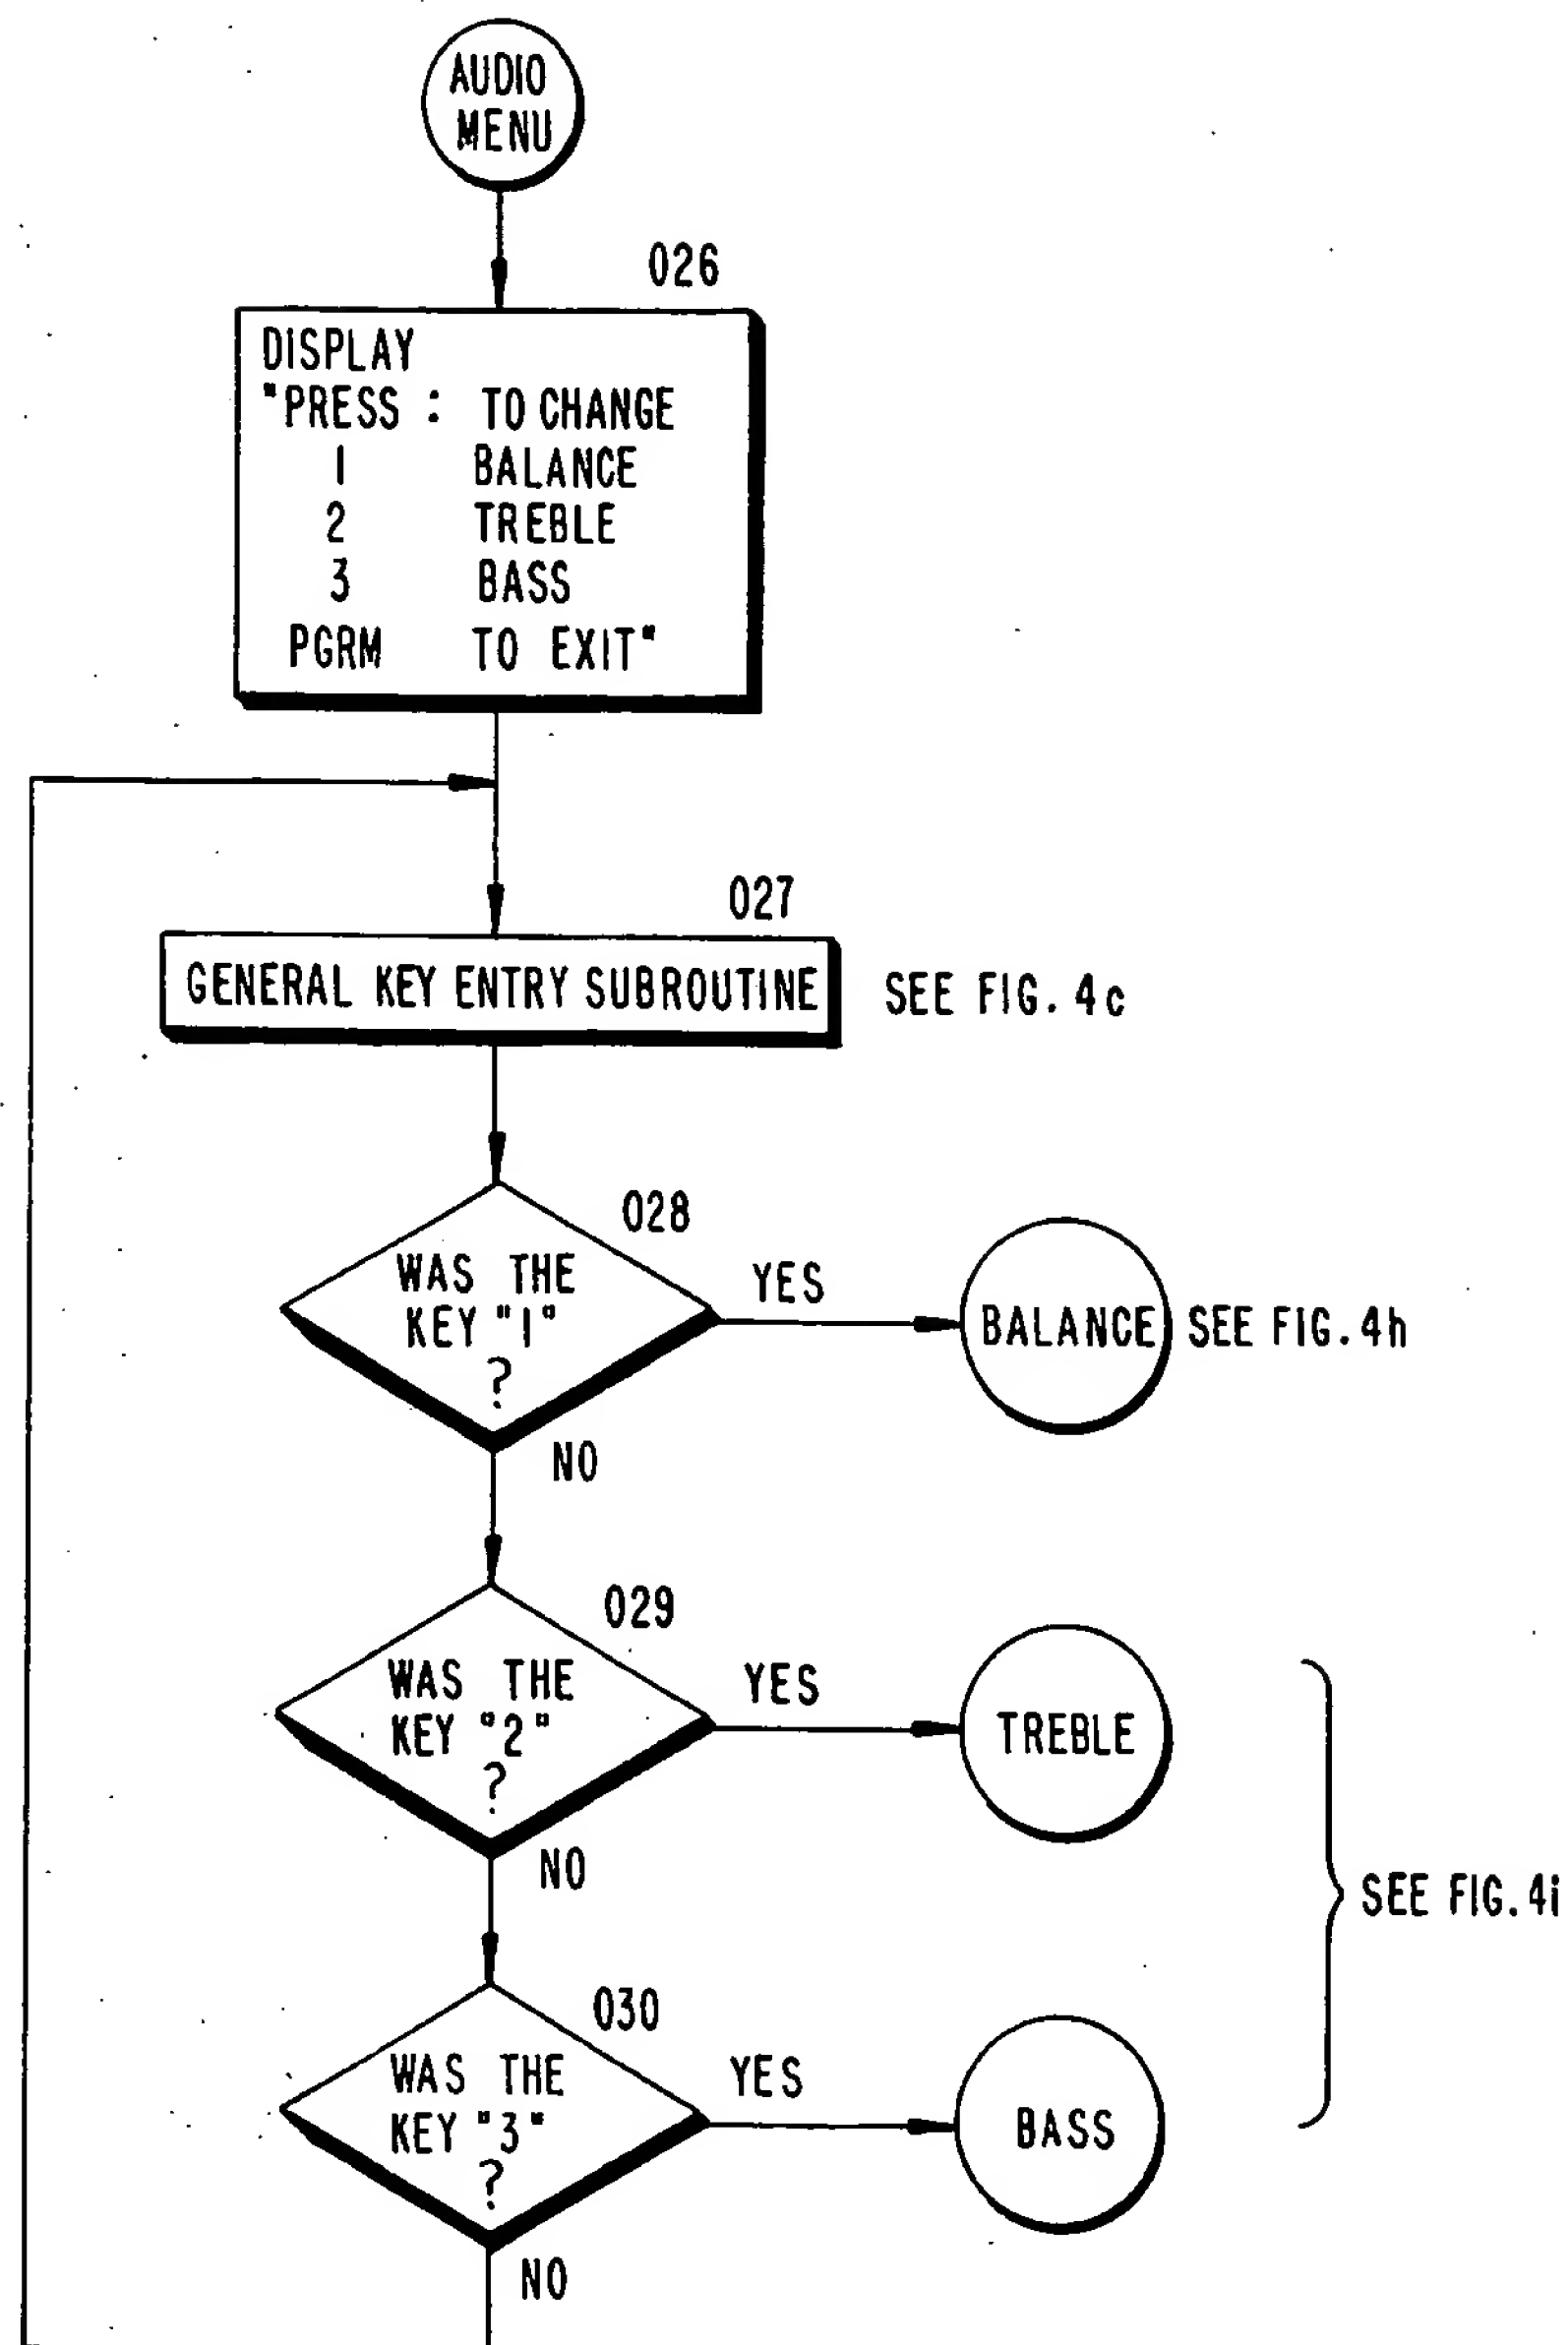 AUDIO
MENU
026
DISPLAY
"PRESS : TO CHANGE
1 BALANCE
2 TREBLE
3 BASS
PGRM TO EXIT"
027
GENERAL KEY ENTRY SUBROUTINE
SEE FIG. 4c
028
WAS THE
KEY "1"
?
YES
BALANCE
SEE FIG. 4h
NO
029
WAS THE
KEY "2"
?
YES
TREBLE
NO
SEE FIG. 4i
030
WAS THE
KEY "3"
?
YES
BASS
NO